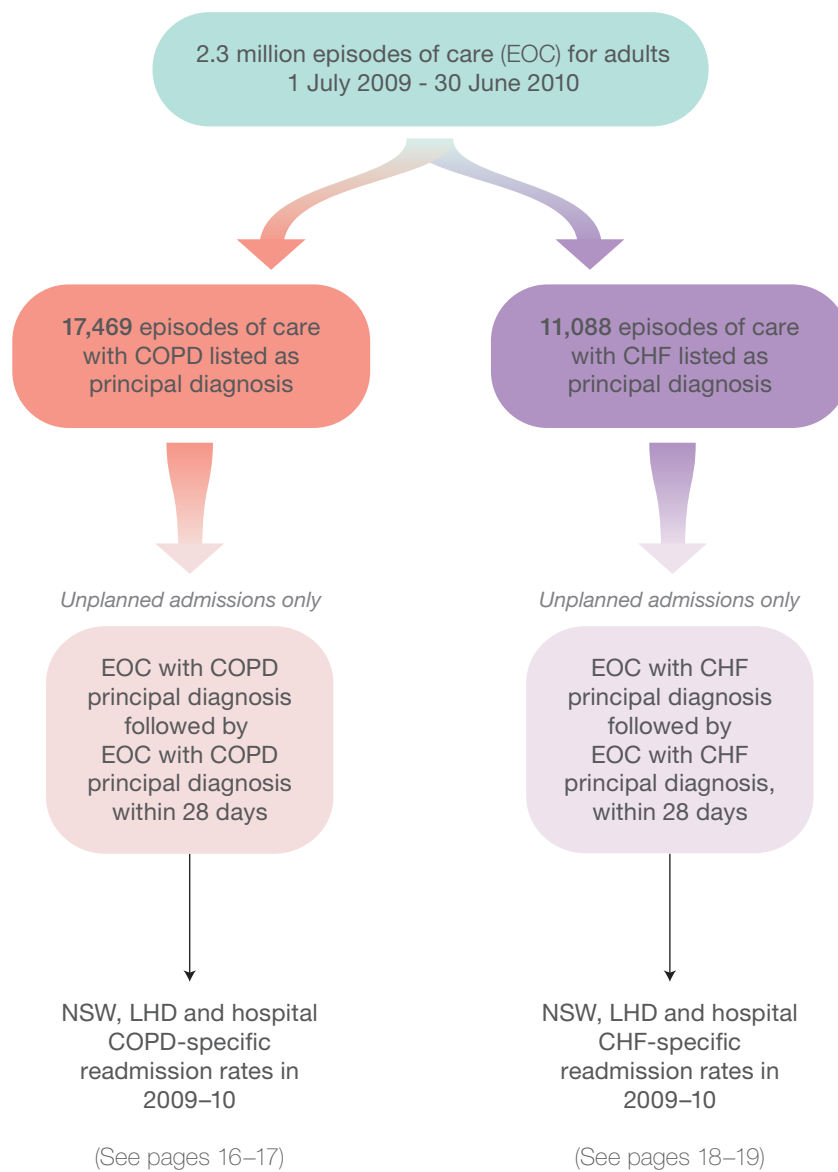 2.3 million episodes of care (EOC) for adults
1 July 2009 - 30 June 2010
17,469 episodes of care
with COPD listed as
principal diagnosis
11,088 episodes of care
with CHF listed as
principal diagnosis
Unplanned admissions only
EOC with COPD
principal diagnosis
followed by
EOC with COPD
principal diagnosis
within 28 days
Unplanned admissions only
EOC with CHF
principal diagnosis
followed by
EOC with CHF
principal diagnosis,
within 28 days
NSW, LHD and hospital
COPD-specific
readmission rates in
2009–10
(See pages 16–17)
NSW, LHD and hospital
CHF-specific
readmission rates in
2009–10
(See pages 18–19)